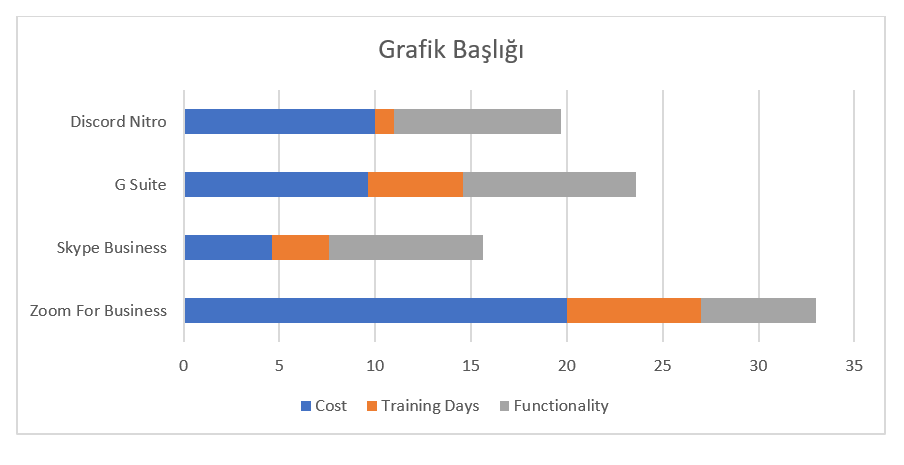 Grafik Başlığı
Discord Nitro
G Suite
Skype Business
Zoom For Business
0 5 10 15 20 25 30 35
Cost Training Days Functionality